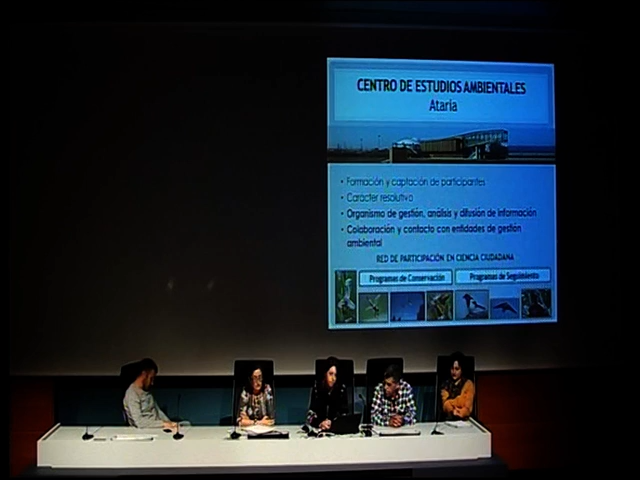 CENTRO DE ESTUDIOS AMBIENTALES
Ataria
• Formación y captación de participantes
• Carácter resolutivo
• Organismo de gestión, análisis y difusión de información
• Colaboración y contacto con entidades de gestión
ambiental
RED DE PARTICIPACIÓN EN CIENCIA CIUDADANA
Programas de Conservación
Programas de Seguimiento